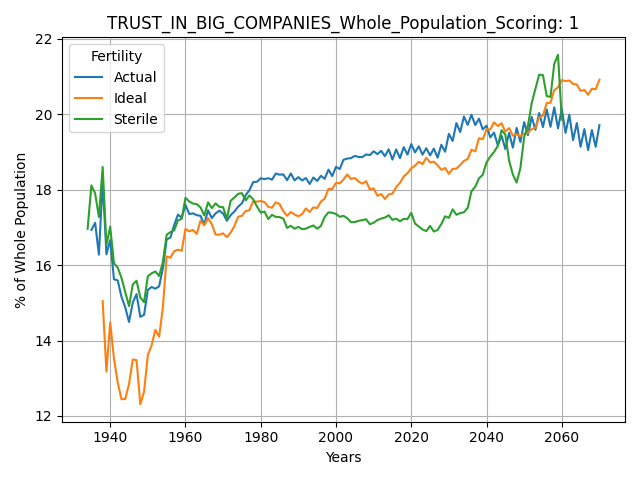 TRUST_IN_BIG_COMPANIES_Whole_Population_Scoring: 1
Fertility
Actual
Ideal
Sterile
% of Whole Population
22
20
18
16
14
12
1940
1960
1980
2000
2020
2040
2060
Years